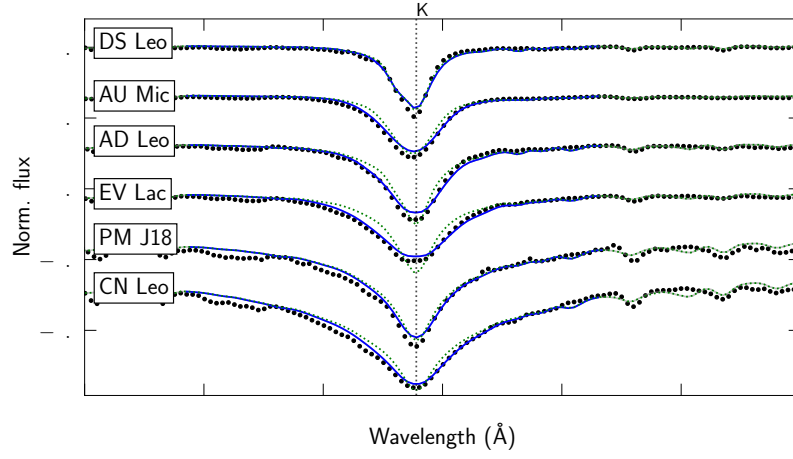 K
DS Leo
AU Mic
AD Leo
EV Lac
PM J18
CN Leo
Norm. flux
Wavelength (Å)